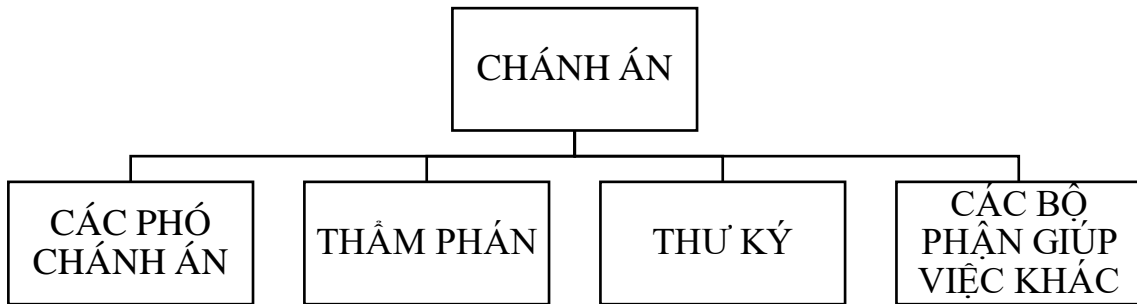 CHÁNH ÁN
CÁC PHÓ
CHÁNH ÁN
THẨM PHÁN
THƯ KÝ
CÁC BỘ
PHẬN GIÚP
VIỆC KHÁC